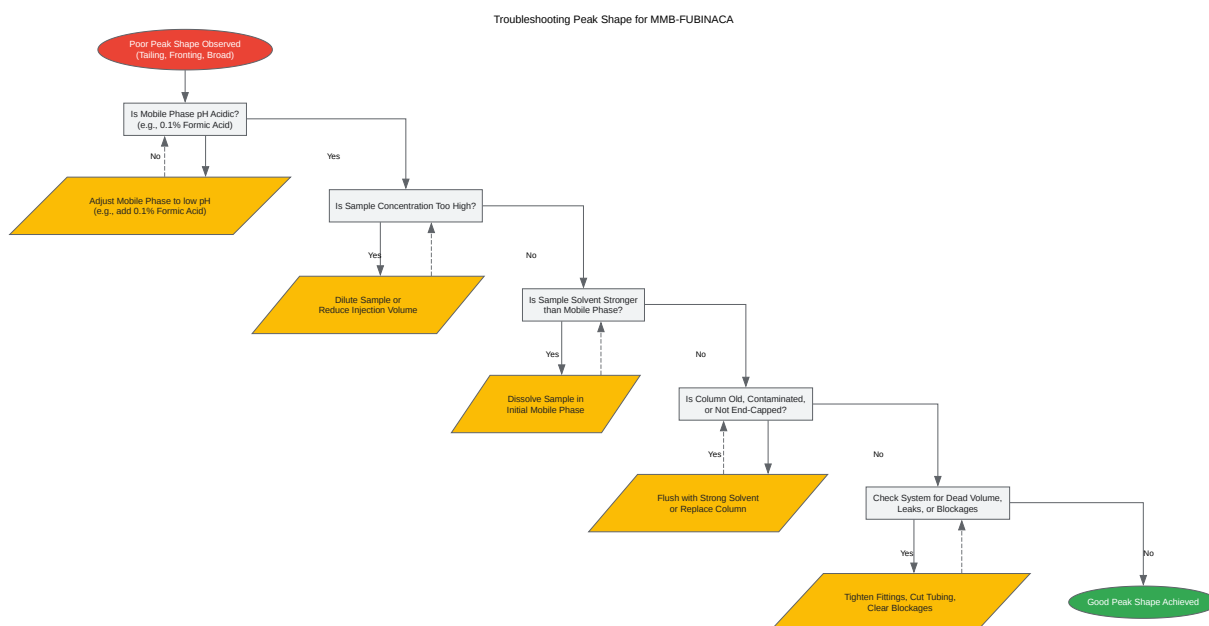 Troubleshooting Peak Shape for MMB-FUBINACA
Poor Peak Shape Observed
(Tailing, Fronting, Broad)
Is Mobile Phase pH Acidic?
(e.g., 0.1% Formic Acid)
No
Yes
Adjust Mobile Phase to low pH
(e.g., add 0.1% Formic Acid)
Is Sample Concentration Too High?
Yes
No
Dilute Sample or
Reduce Injection Volume
Is Sample Solvent Stronger
than Mobile Phase?
Yes
No
Dissolve Sample in
Initial Mobile Phase
Is Column Old, Contaminated,
or Not End-Capped?
Yes
No
Flush with Strong Solvent
or Replace Column
Check System for Dead Volume,
Leaks, or Blockages
Yes
No
Tighten Fittings, Cut Tubing,
Clear Blockages
Good Peak Shape Achieved